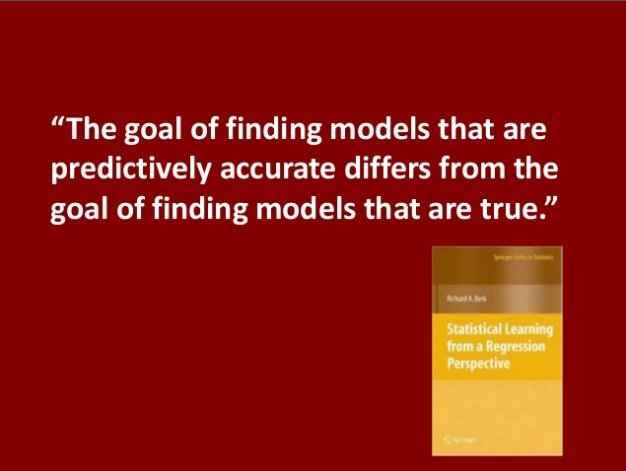 “The goal of finding models that are
predictively accurate differs from the
goal of finding models that are true.”
Springer Series in Statistics
Richard A. Berk
Statistical Learning
from a Regression
Perspective
Springer